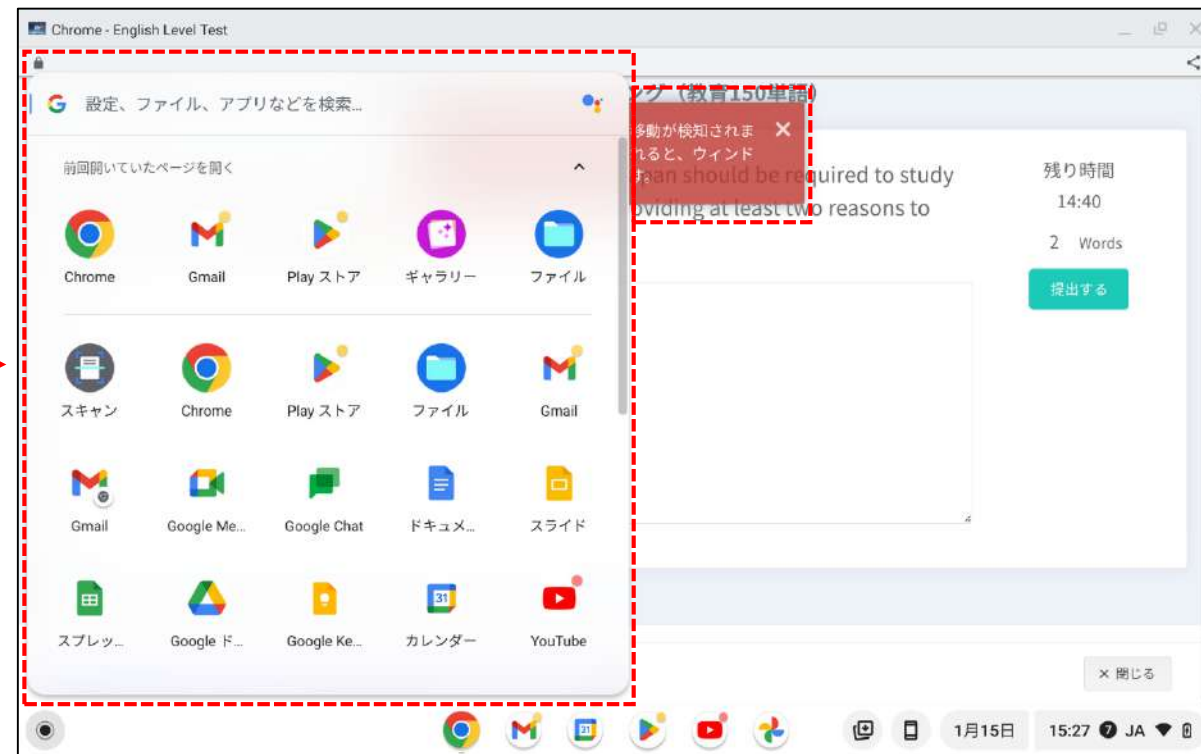 Chrome - English Level Test
設定、ファイル、アプリなどを検索...
前回開いていたページを開く
Chrome
Gmail
Play ストア
ギャラリー
ファイル
スキャン
Chrome
Play ストア
ファイル
Gmail
Gmail
Google Me...
Google Chat
ドキュメ...
スライド
スプレッ...
Google ド...
Google Ke...
カレンダー
YouTube
ング（教育150単語）
移動が検知されま
れると、ウィンド
す。
pan should be required to study
oviding at least two reasons to
残り時間
14:40
2 Words
提出する
× 閉じる
31
31
1月15日
15:27 7 JA